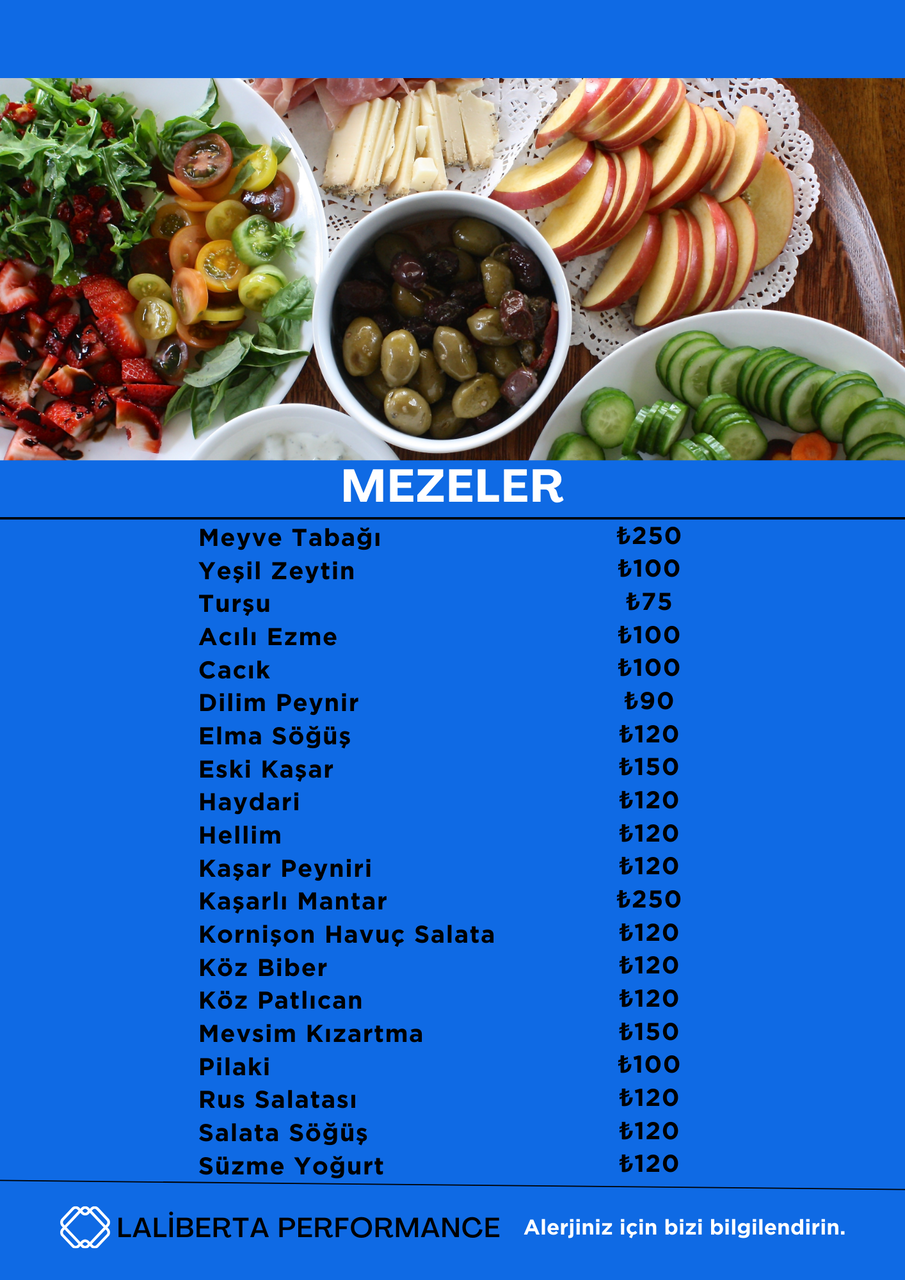 MEZELER
Meyve Tabağı ₺250
Yeşil Zeytin ₺100
Turşu ₺75
Acılı Ezme ₺100
Cacık ₺100
Dilim Peynir ₺90
Elma Söğüş ₺120
Eski Kaşar ₺150
Haydari ₺120
Hellim ₺120
Kaşar Peyniri ₺120
Kaşarlı Mantar ₺250
Kornişon Havuç Salata ₺120
Köz Biber ₺120
Köz Patlıcan ₺120
Mevsim Kızartma ₺150
Pilaki ₺100
Rus Salatası ₺120
Salata Söğüş ₺120
Süzme Yoğurt ₺120
LALİBERTA PERFORMANCE Alerjiniz için bizi bilgilendirin.